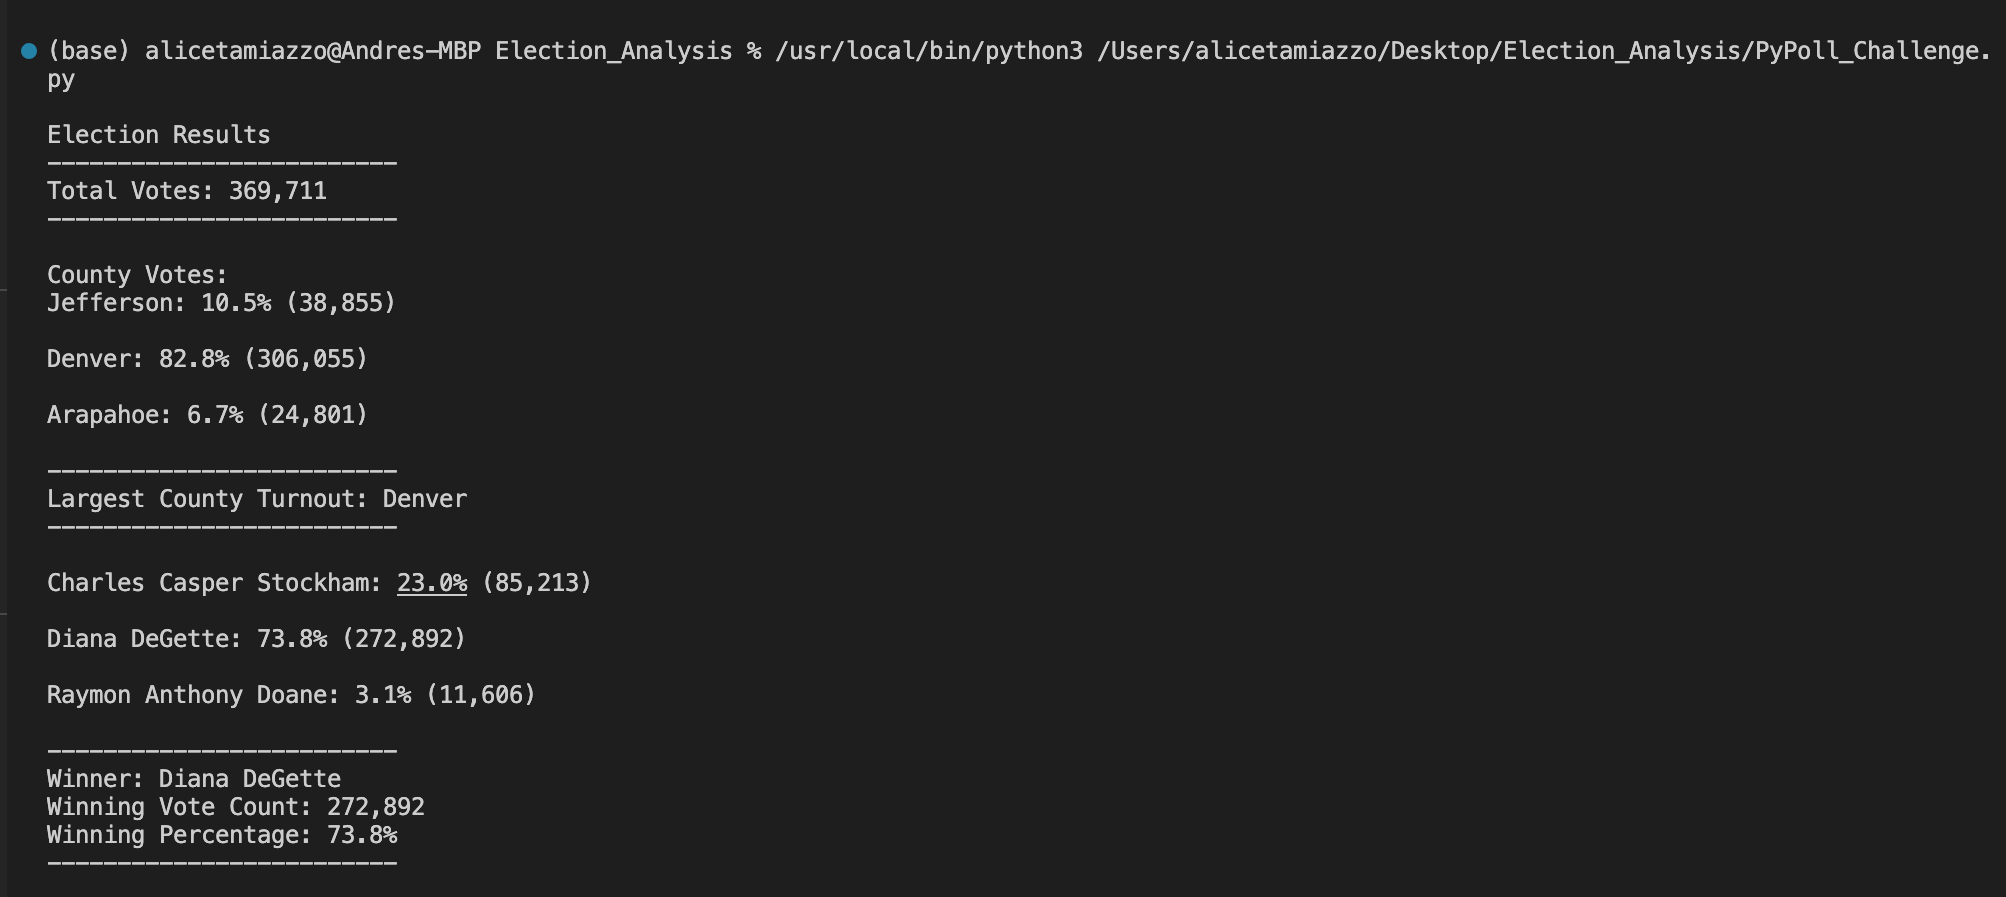 (base) alicetamiazzo@Andres-MBP Election_Analysis % /usr/local/bin/python3 /Users/alicetamiazzo/Desktop/Election_Analysis/PyPoll_Challenge.
py
Election Results
-------------------------
Total Votes: 369,711
-------------------------
County Votes:
Jefferson: 10.5% (38,855)
Denver: 82.8% (306,055)
Arapahoe: 6.7% (24,801)
-------------------------
Largest County Turnout: Denver
-------------------------
Charles Casper Stockham: 23.0% (85,213)
Diana DeGette: 73.8% (272,892)
Raymon Anthony Doane: 3.1% (11,606)
-------------------------
Winner: Diana DeGette
Winning Vote Count: 272,892
Winning Percentage: 73.8%
-------------------------